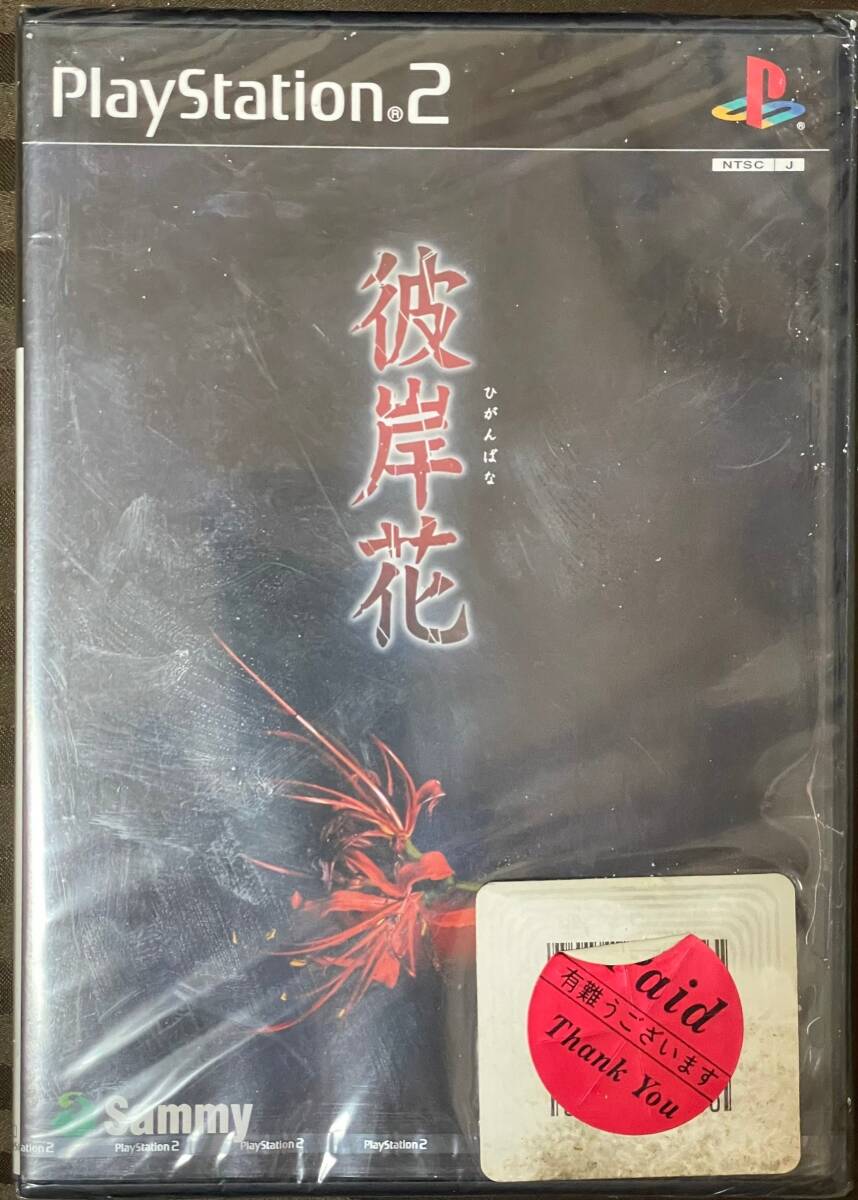 PlayStation®2
®
NTSC J
彼岸花
ひがんばな
Paid
有難うございます
Thank You
Sammy
PlayStation 2
PlayStation 2
PlayStation 2